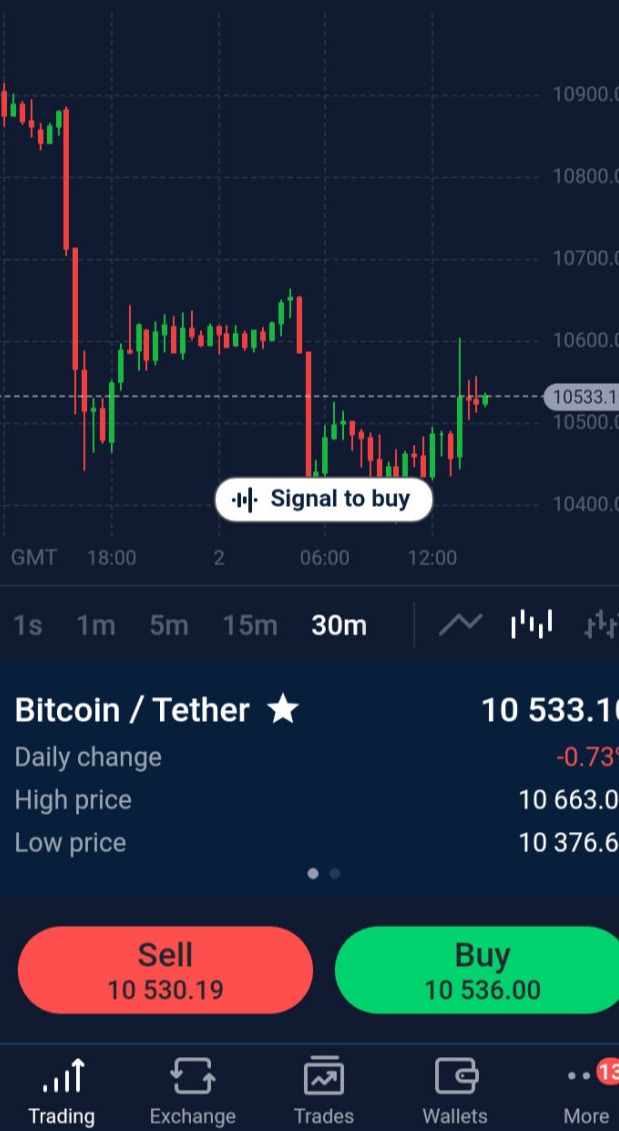 10900.0
10800.0
10700.0
10600.0
10533.1
10500.0
Signal to buy
10400.0
GMT 18:00 2 06:00 12:00
1s 1m 5m 15m 30m
Bitcoin / Tether 10 533.10
Daily change -0.73%
High price 10 663.0
Low price 10 376.6
Sell Buy
10 530.19 10 536.00
13
Trading Exchange Trades Wallets More